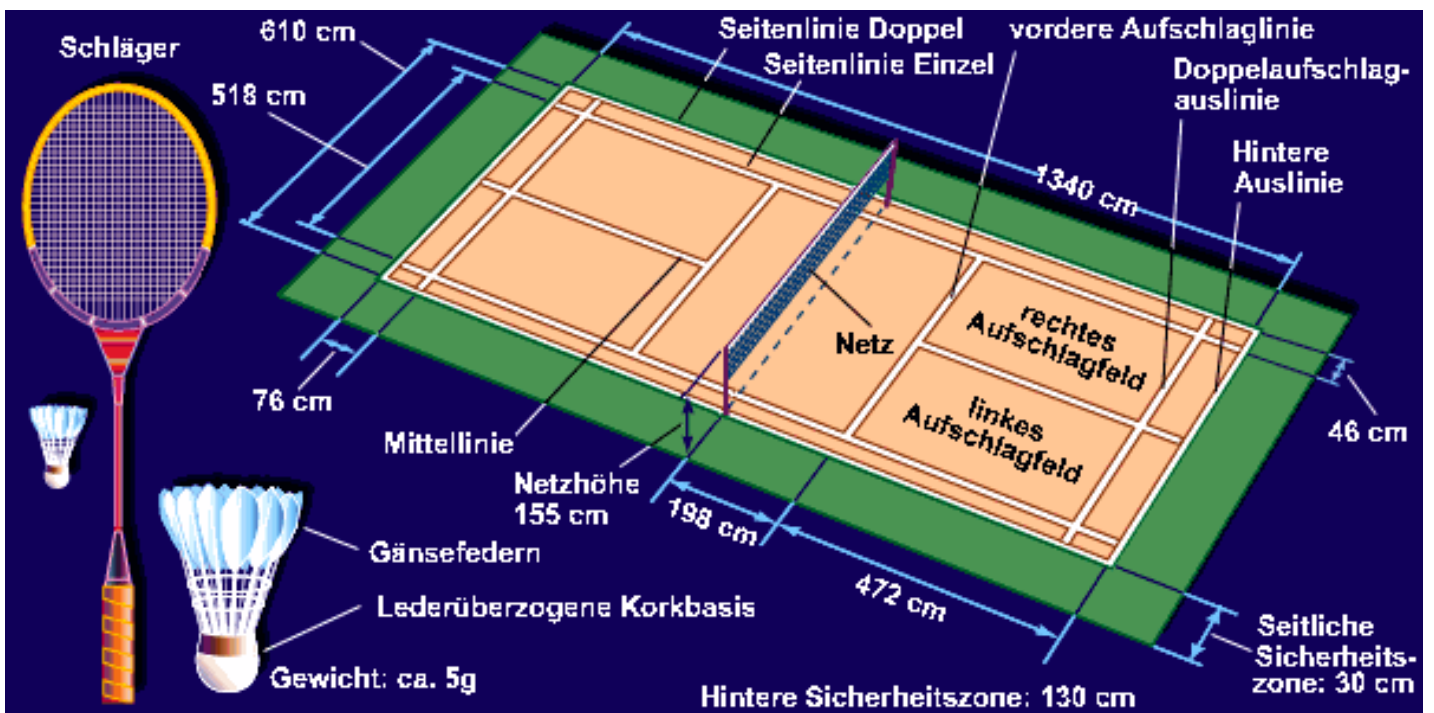 Schläger
610 cm
518 cm
Seitenlinie Doppel
Seitenlinie Einzel
vordere Aufschlaglinie
Doppelaufschlag-
auslinie
Hintere
Auslinie
1340 cm
rechtes
Aufschlagfeld
Netz
linkes
Aufschlagfeld
76 cm
46 cm
Mittellinie
Netzhöhe
155 cm
198 cm
472 cm
Gänsefedern
Lederüberzogene Korkbasis
Gewicht: ca. 5g
Seitliche
Sicherheits-
zone: 30 cm
Hintere Sicherheitszone: 130 cm